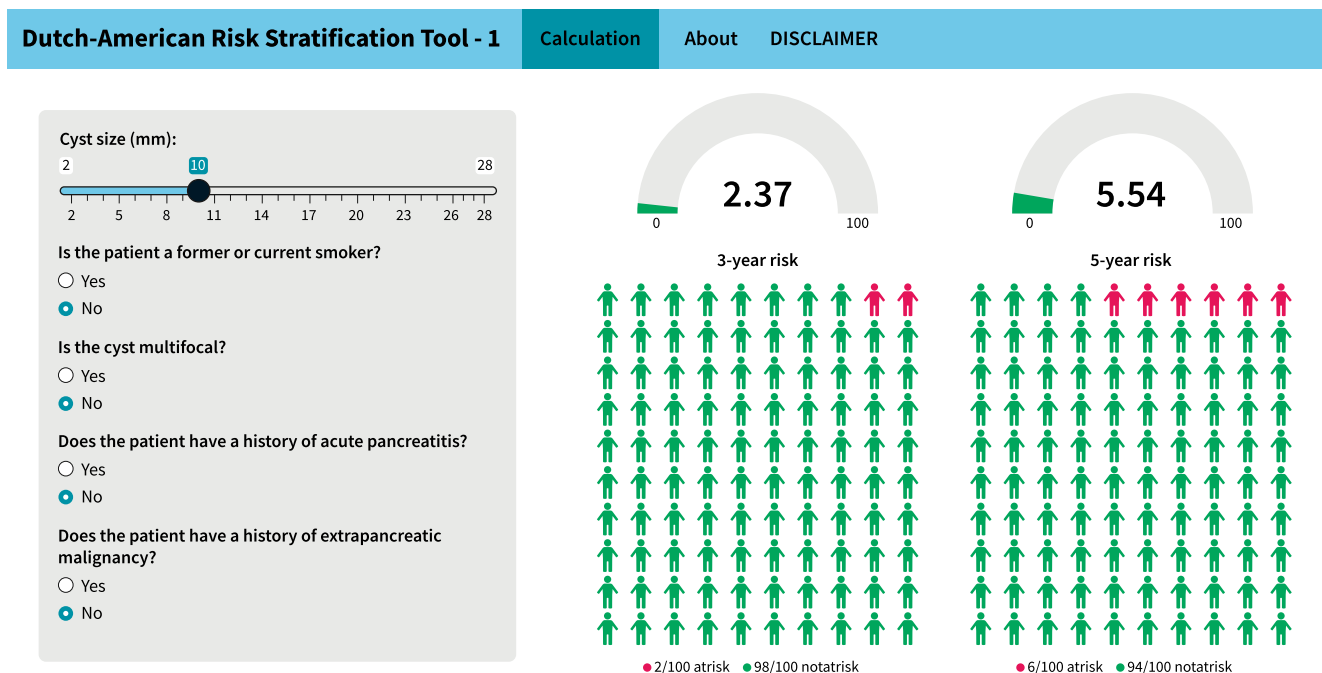 Dutch-American Risk Stratification Tool - 1 Calculation About DISCLAIMER
Cyst size (mm):
2 10 28
2 5 8 11 14 17 20 23 26 28
Is the patient a former or current smoker?
Yes
No
Is the cyst multifocal?
Yes
No
Does the patient have a history of acute pancreatitis?
Yes
No
Does the patient have a history of extrapancreatic
malignancy?
Yes
No
2.37
0 100
3-year risk
2/100 atrisk 98/100 notatrisk
5.54
0 100
5-year risk
6/100 atrisk 94/100 notatrisk